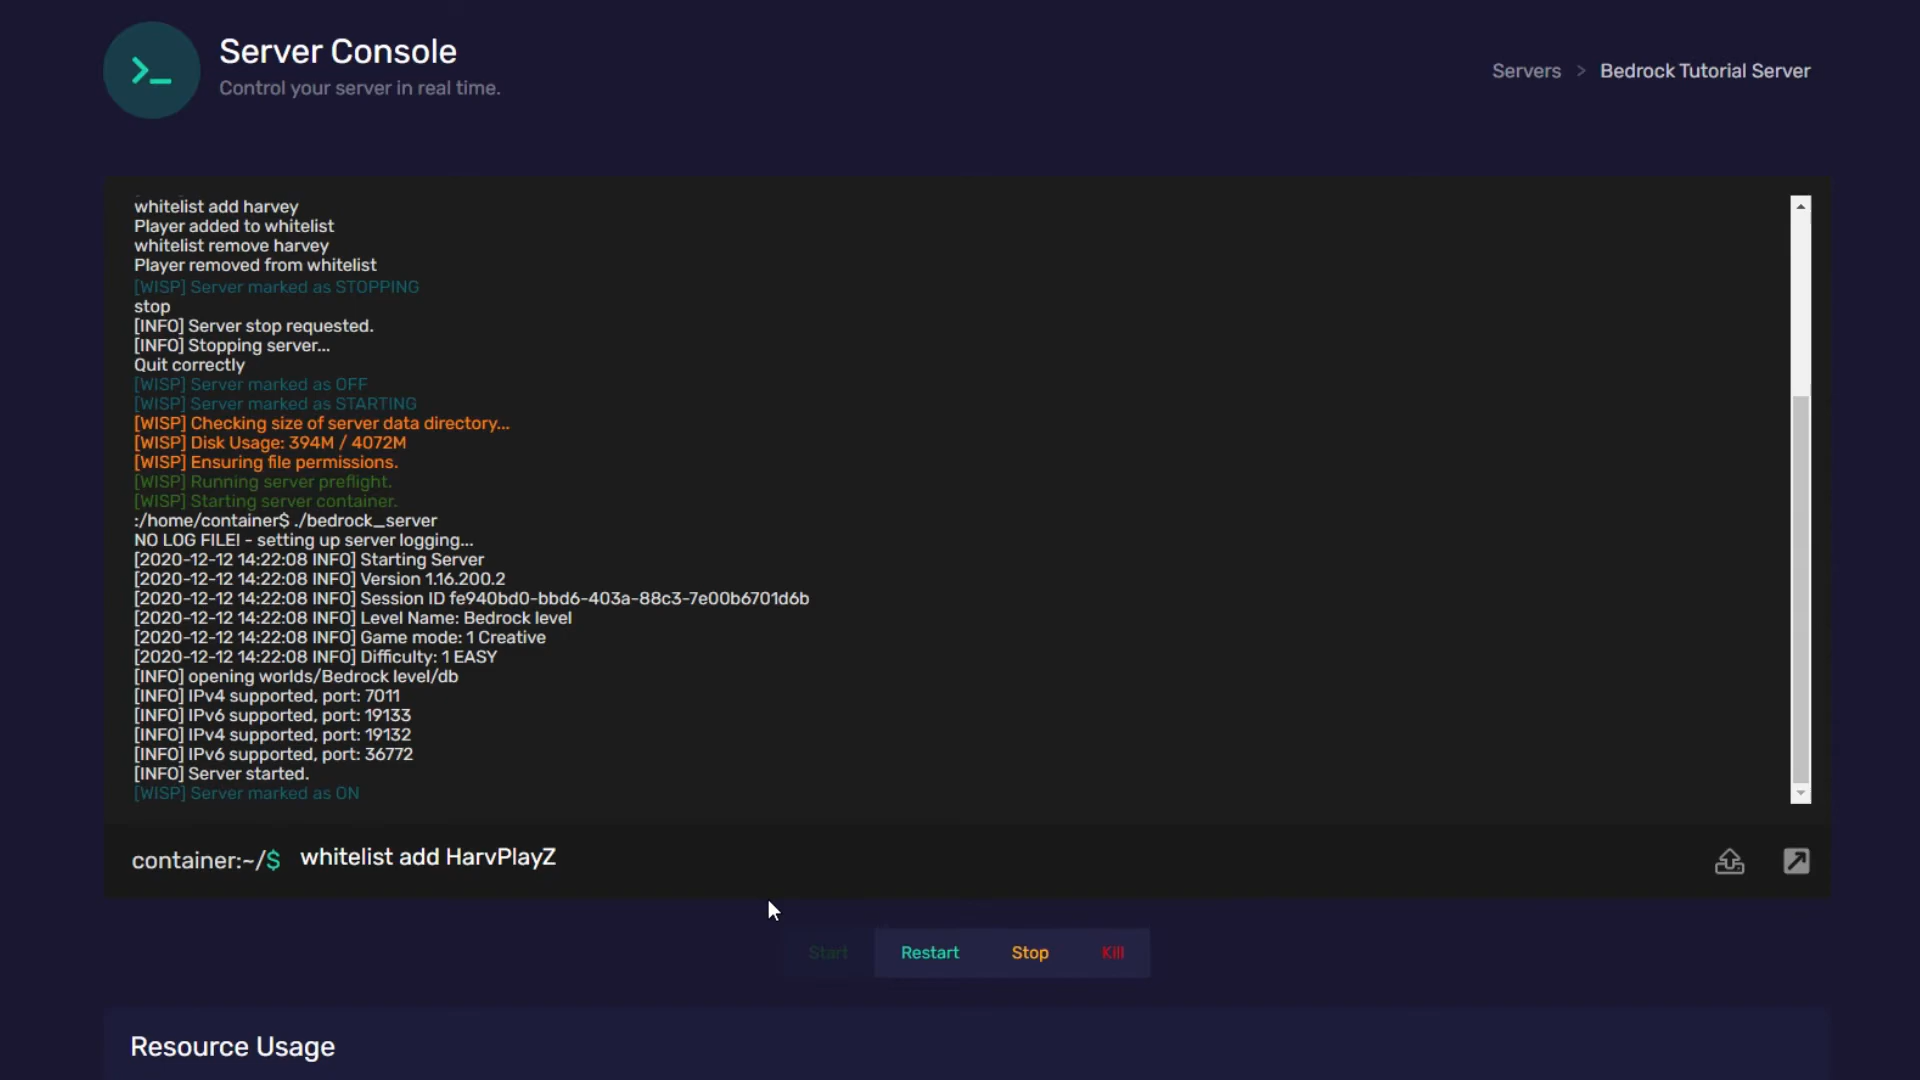 Server Console
Control your server in real time.
Servers > Bedrock Tutorial Server
whitelist add harvey
Player added to whitelist
whitelist remove harvey
Player removed from whitelist
[WISP] Server marked as STOPPING
stop
[INFO] Server stop requested.
[INFO] Stopping server...
Quit correctly
[WISP] Server marked as OFF
[WISP] Server marked as STARTING
[WISP] Checking size of server data directory...
[WISP] Disk Usage: 394M / 4072M
[WISP] Ensuring file permissions.
[WISP] Running server preflight.
[WISP] Starting server container.
:/home/container$ ./bedrock_server
NO LOG FILE! - setting up server logging...
[2020-12-12 14:22:08 INFO] Starting Server
[2020-12-12 14:22:08 INFO] Version 1.16.200.2
[2020-12-12 14:22:08 INFO] Session ID fe940bd0-bbd6-403a-88c3-7e00b6701d6b
[2020-12-12 14:22:08 INFO] Level Name: Bedrock level
[2020-12-12 14:22:08 INFO] Game mode: 1 Creative
[2020-12-12 14:22:08 INFO] Difficulty: 1 EASY
[INFO] opening worlds/Bedrock level/db
[INFO] IPv4 supported, port: 7011
[INFO] IPv6 supported, port: 19133
[INFO] IPv4 supported, port: 19132
[INFO] IPv6 supported, port: 36772
[INFO] Server started.
[WISP] Server marked as ON
container:~/$ whitelist add HarvPlayZ
Start Restart Stop Kill
Resource Usage